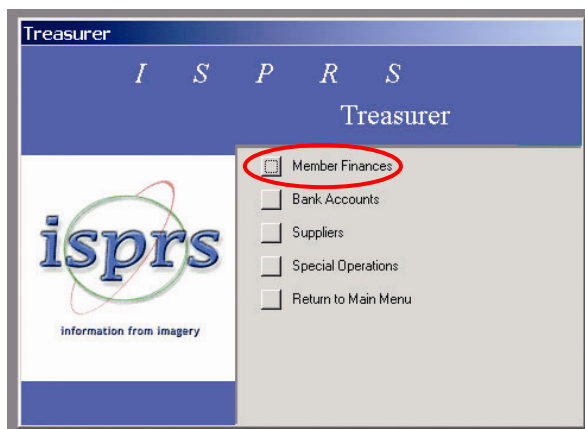 Treasurer
I S P R S
Treasurer
Member Finances
Bank Accounts
Suppliers
Special Operations
Return to Main Menu
isprs
information from imagery